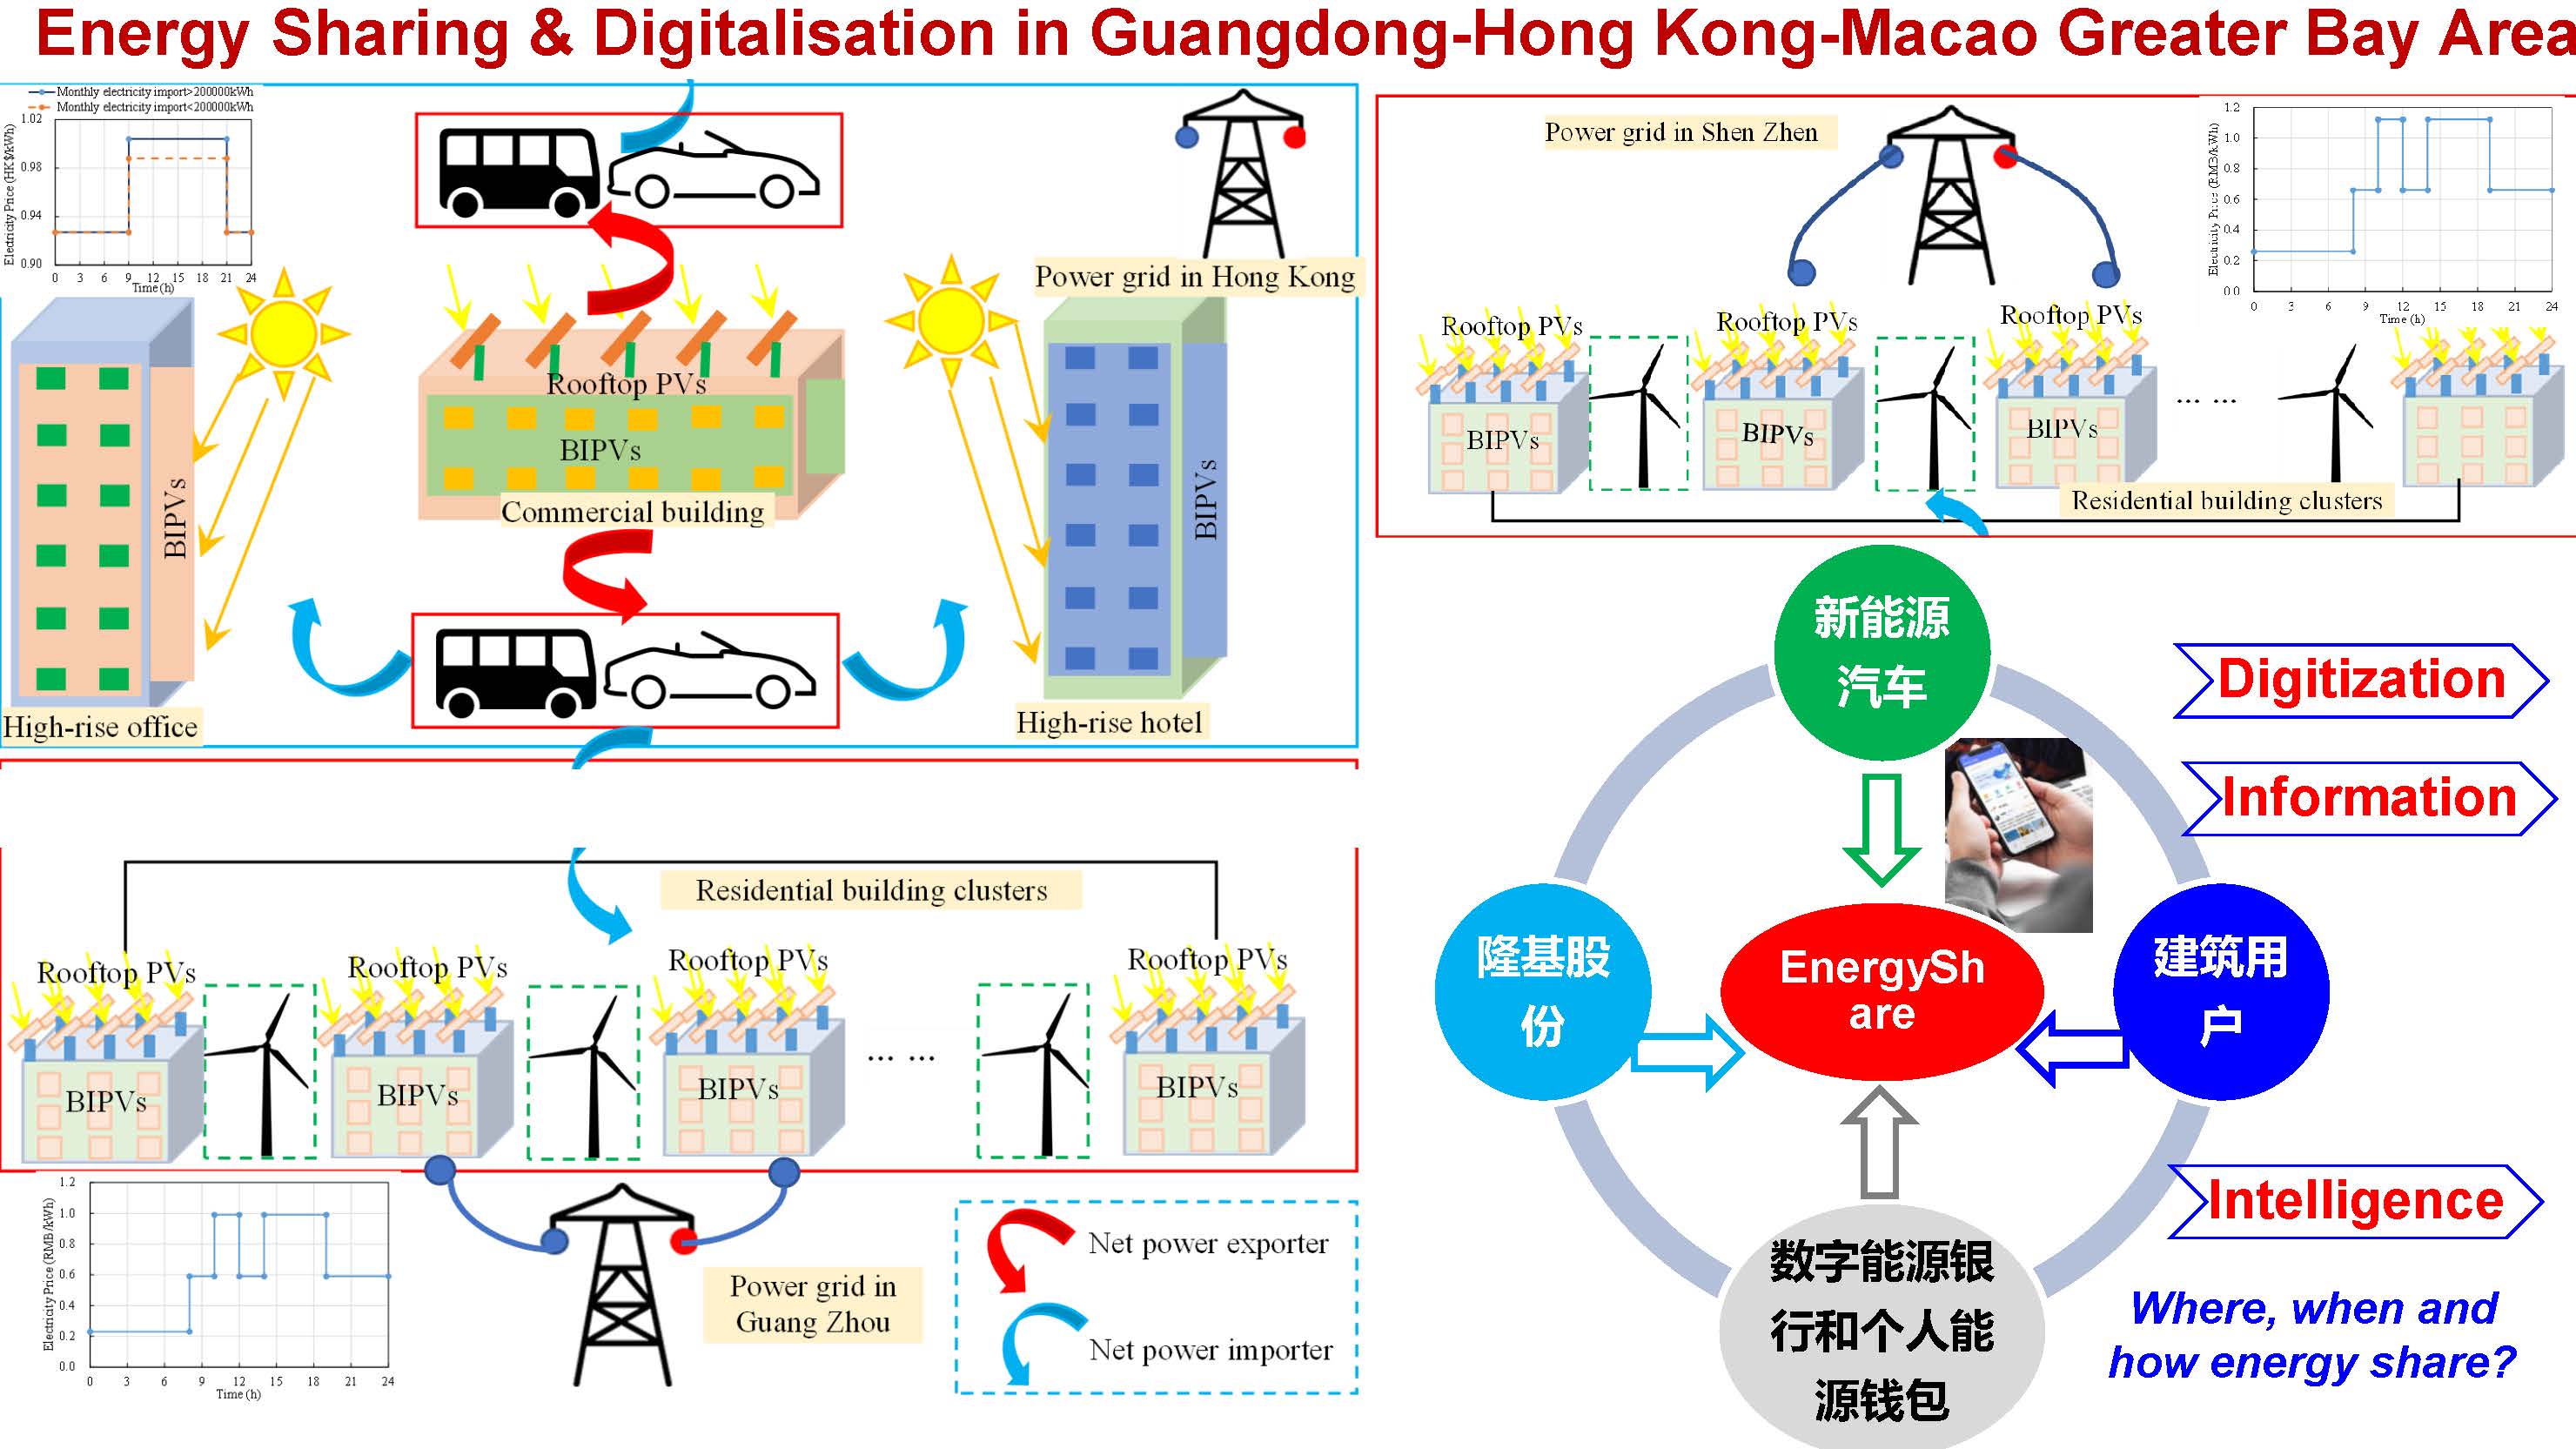 Energy Sharing & Digitalisation in Guangdong-Hong Kong-Macao Greater Bay Area
Monthly electricity import>200000kWh
Monthly electricity import<200000kWh
Electricity Price (HK$/kWh)
1.02
0.98
0.94
0.90
0 3 6 9 12 15 18 21 24
Time (h)
Power grid in Hong Kong
Rooftop PVs
BIPVs
Commercial building
BIPVs
High-rise office
BIPVs
High-rise hotel
Power grid in Shen Zhen
Electricity Price (RMB/kWh)
1.2
1.0
0.8
0.6
0.4
0.2
0.0
0 3 6 9 12 15 18 21 24
Time (h)
Rooftop PVs
Rooftop PVs
Rooftop PVs
BIPVs
BIPVs
BIPVs
... ...
Residential building clusters
Residential building clusters
Rooftop PVs
Rooftop PVs
Rooftop PVs
Rooftop PVs
BIPVs
BIPVs
BIPVs
... ...
BIPVs
Electricity Price (RMB/kWh)
1.2
1.0
0.8
0.6
0.4
0.2
0.0
0 3 6 9 12 15 18 21 24
Time (h)
Power grid in
Guang Zhou
Net power exporter
Net power importer
新能源
汽车
隆基股
份
EnergySh
are
建筑用
户
数字能源银
行和个人能
源钱包
Digitization
Information
Intelligence
Where, when and
how energy share?